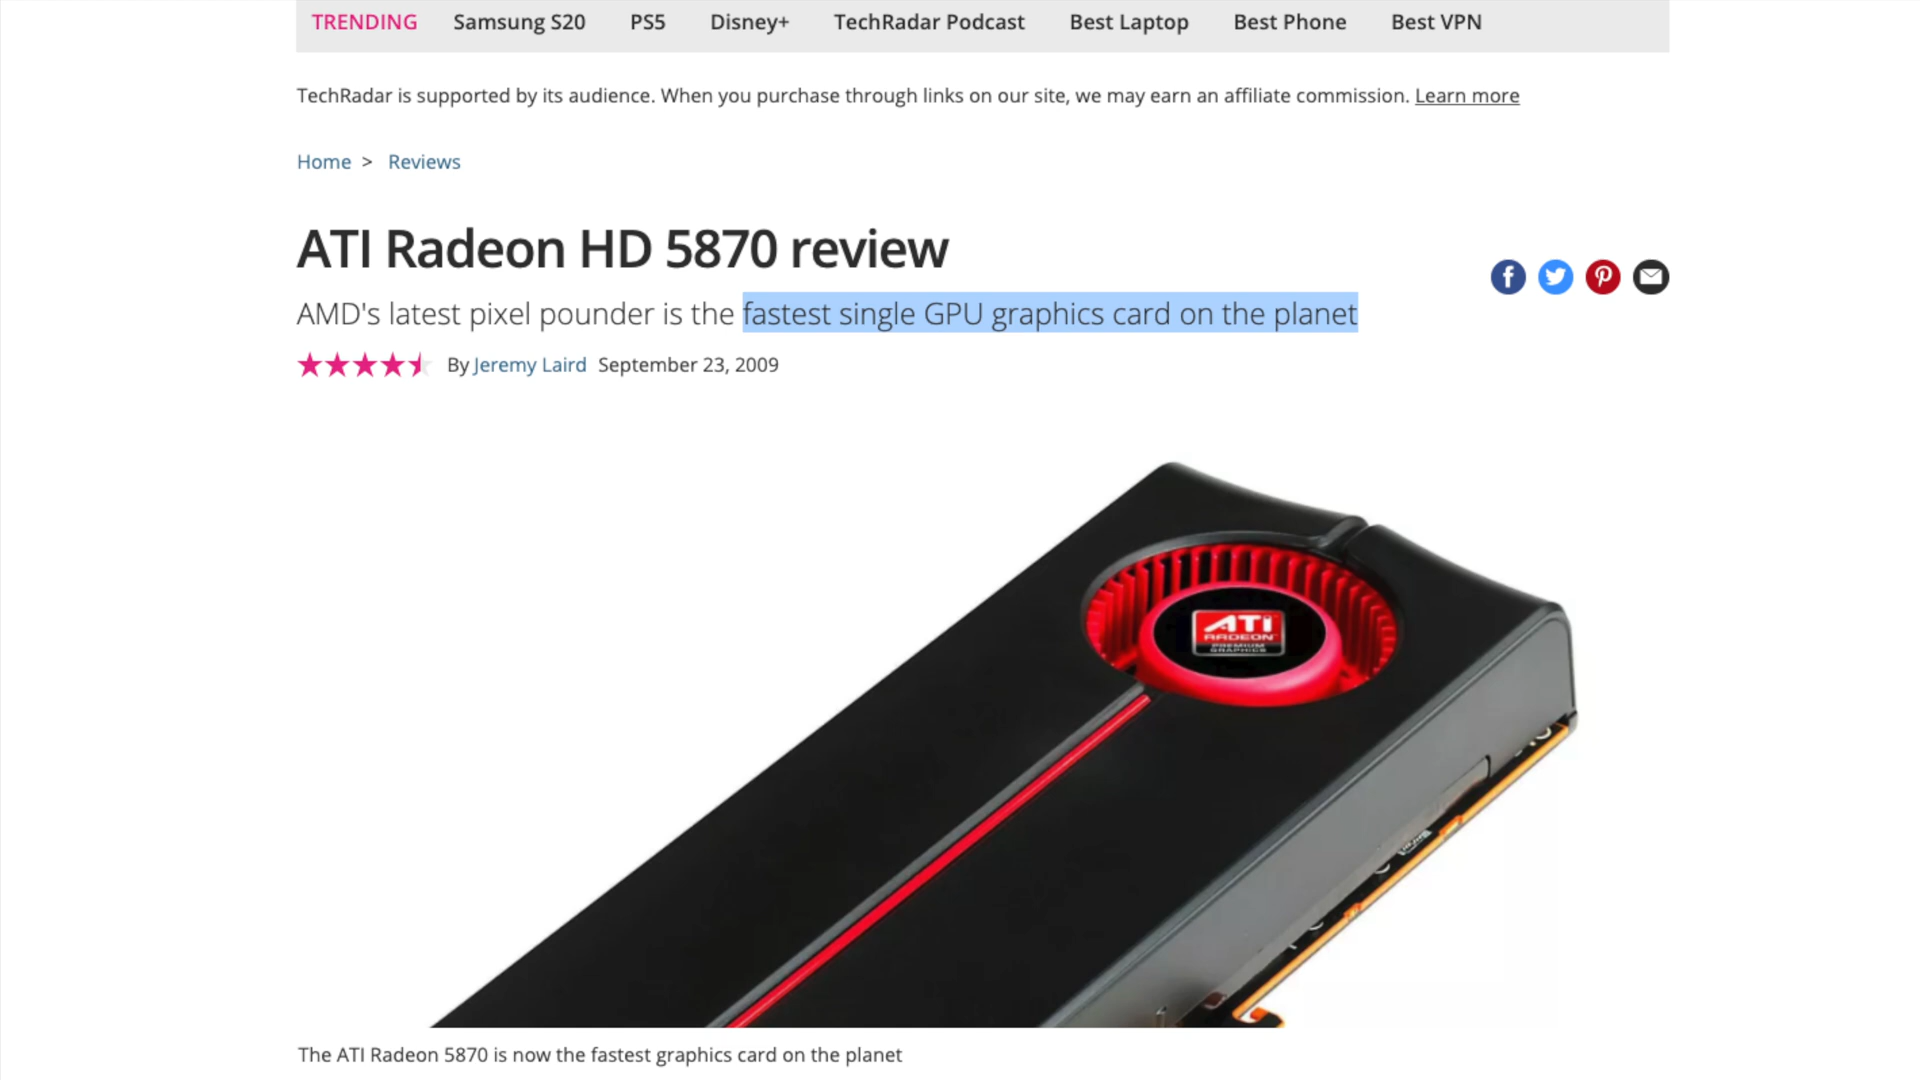 TRENDING Samsung S20 PS5 Disney+ TechRadar Podcast Best Laptop Best Phone Best VPN
TechRadar is supported by its audience. When you purchase through links on our site, we may earn an affiliate commission. Learn more
Home > Reviews
ATI Radeon HD 5870 review
AMD's latest pixel pounder is the fastest single GPU graphics card on the planet
By Jeremy Laird September 23, 2009
ATI
RADEON
PREMIUM
GRAPHICS
The ATI Radeon 5870 is now the fastest graphics card on the planet